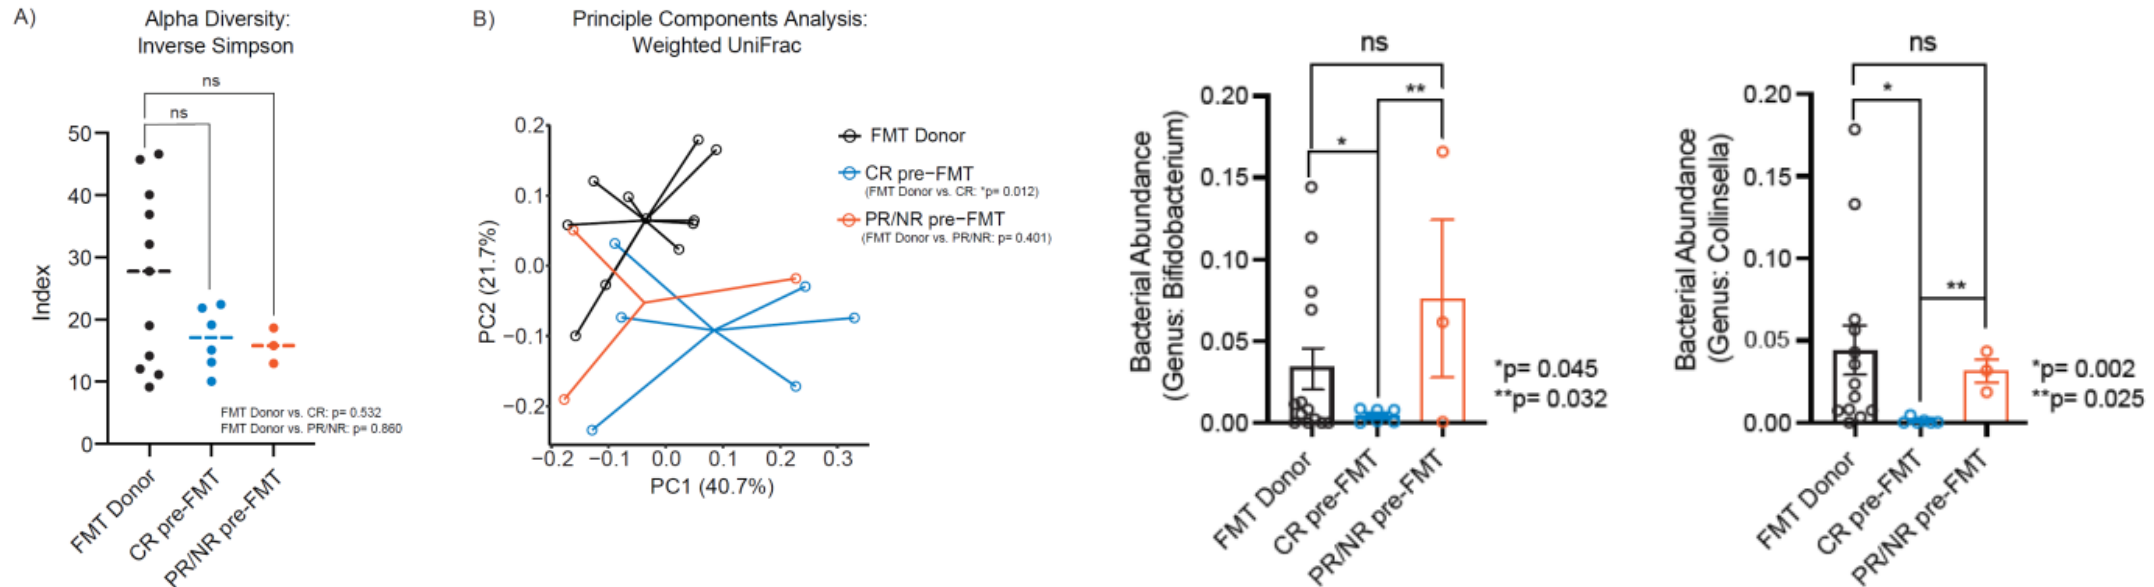 A)
Alpha Diversity:
Inverse Simpson
ns
ns
50
40
30
20
10
0
Index
FMT Donor vs. CR: p= 0.532
FMT Donor vs. PR/NR: p= 0.860
FMT Donor
CR pre-FMT
PR/NR pre-FMT
B)
Principle Components Analysis:
Weighted UniFrac
0.2
0.1
0.0
−0.1
−0.2
PC2 (21.7%)
−0.2 −0.1 0.0 0.1 0.2 0.3
PC1 (40.7%)
FMT Donor
CR pre−FMT
(FMT Donor vs. CR: *p= 0.012)
PR/NR pre−FMT
(FMT Donor vs. PR/NR: p= 0.401)
ns
**
*
0.20
0.15
0.10
0.05
0.00
Bacterial Abundance
(Genus: Bifidobacterium)
*p= 0.045
**p= 0.032
FMT Donor
CR pre-FMT
PR/NR pre-FMT
ns
*
**
0.20
0.15
0.10
0.05
0.00
Bacterial Abundance
(Genus: Collinsella)
*p= 0.002
**p= 0.025
FMT Donor
CR pre-FMT
PR/NR pre-FMT